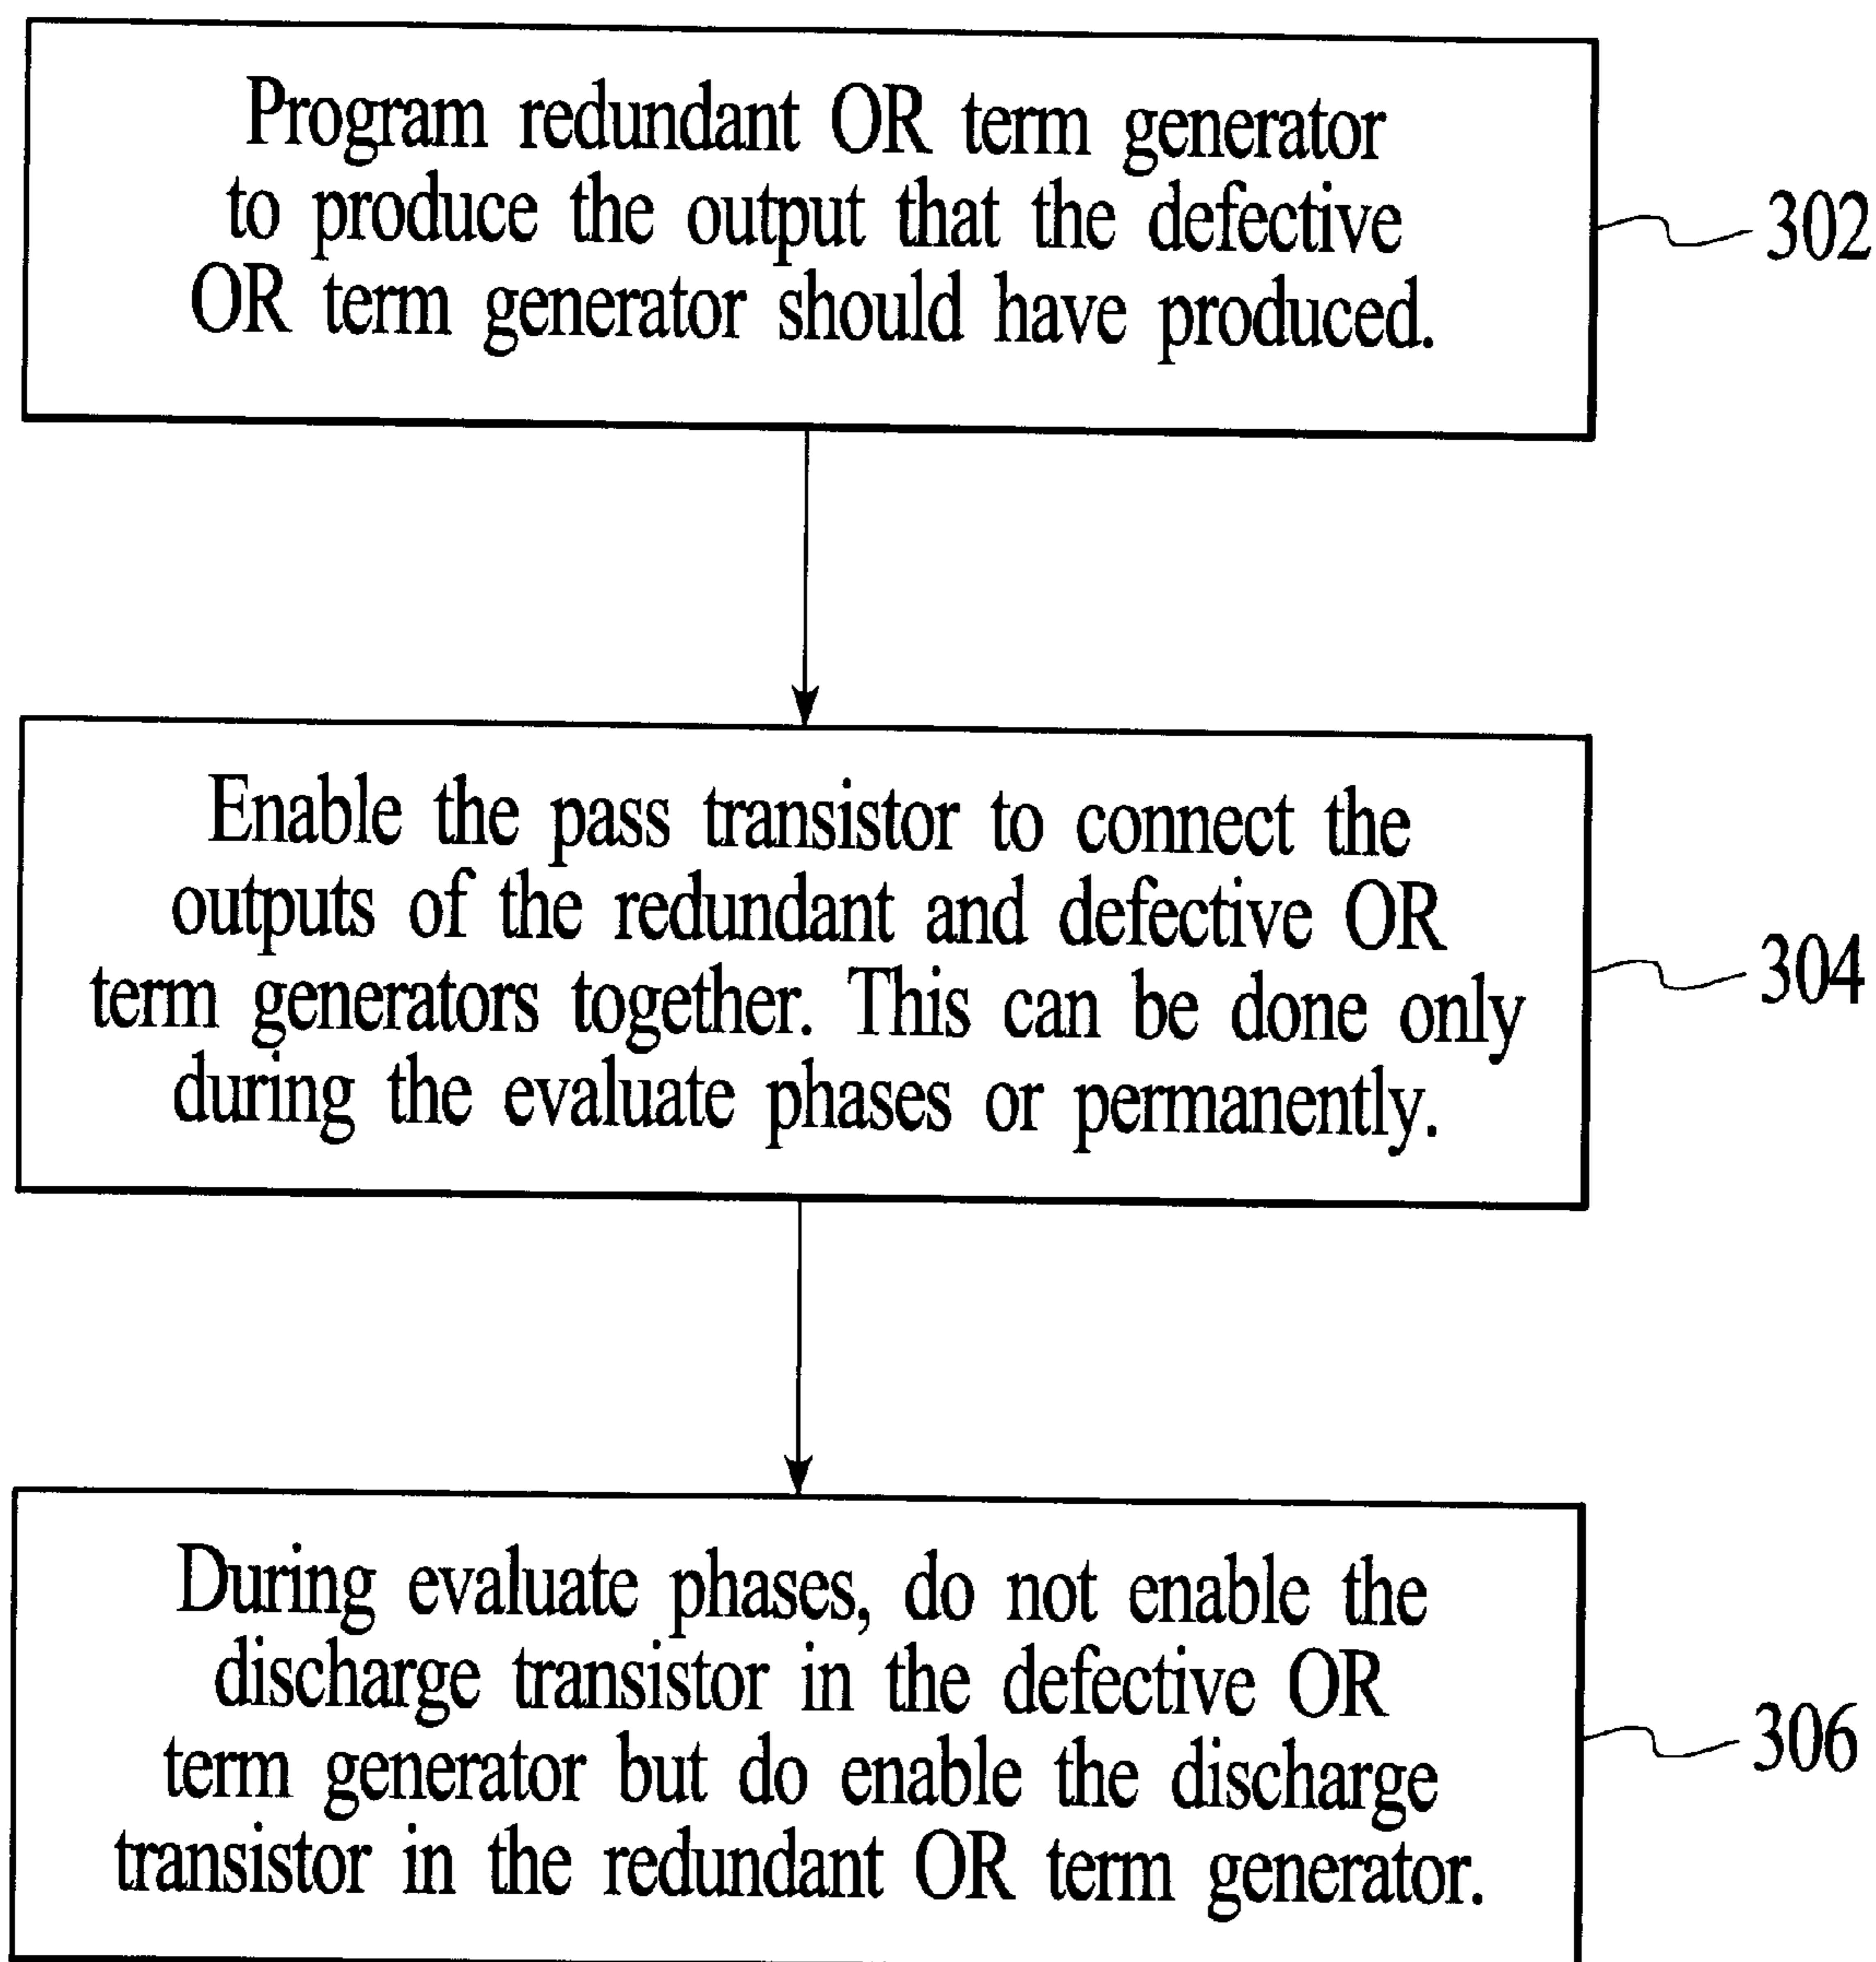 Program redundant OR term generator
to produce the output that the defective
OR term generator should have produced.
302
Enable the pass transistor to connect the
outputs of the redundant and defective OR
term generators together. This can be done only
during the evaluate phases or permanently.
304
During evaluate phases, do not enable the
discharge transistor in the defective OR
term generator but do enable the discharge
transistor in the redundant OR term generator.
306